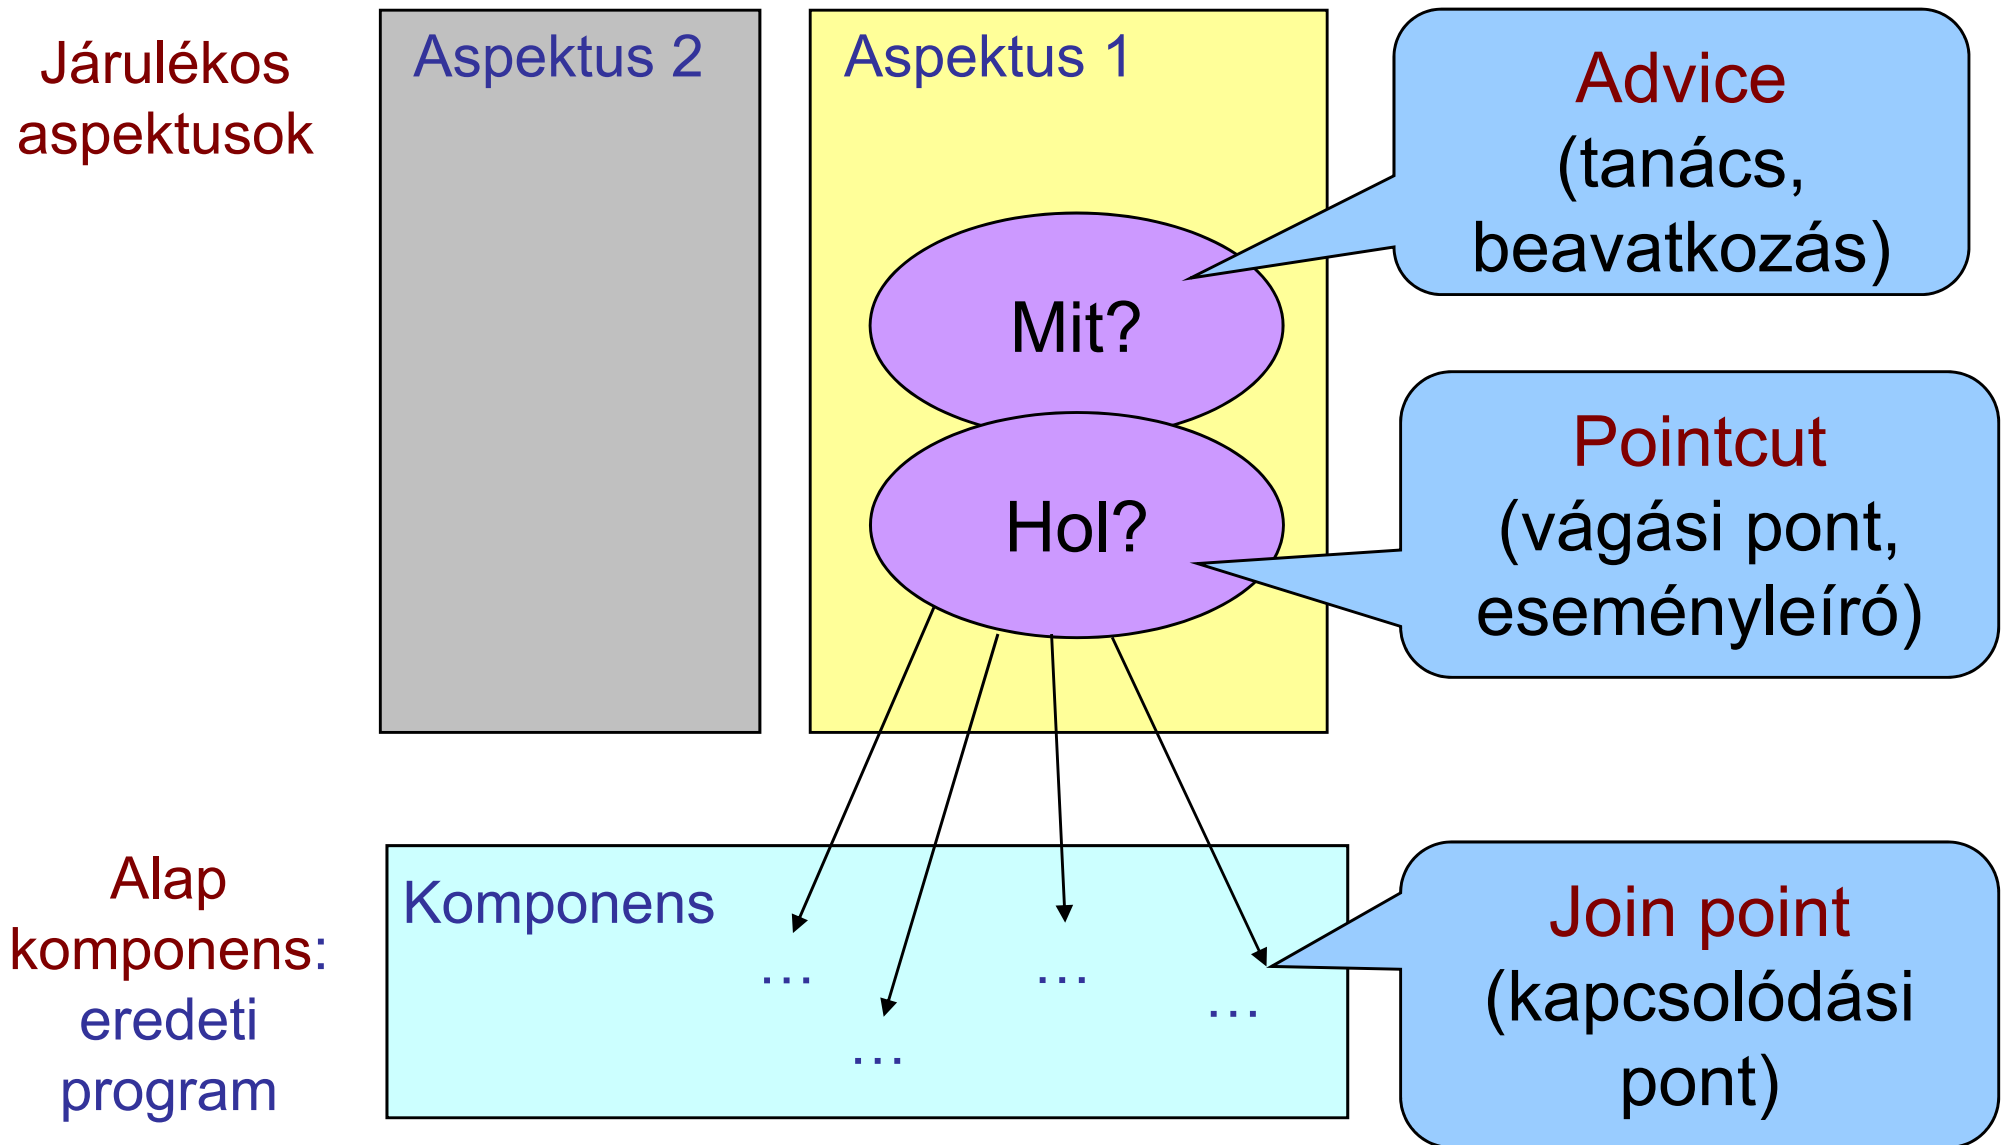 Járulékos
aspektusok
Aspektus 2
Aspektus 1
Advice
(tanács,
beavatkozás)
Mit?
Pointcut
(vágási pont,
eseményleíró)
Hol?
Alap
komponens:
eredeti
program
Komponens
…
…
…
…
Join point
(kapcsolódási
pont)